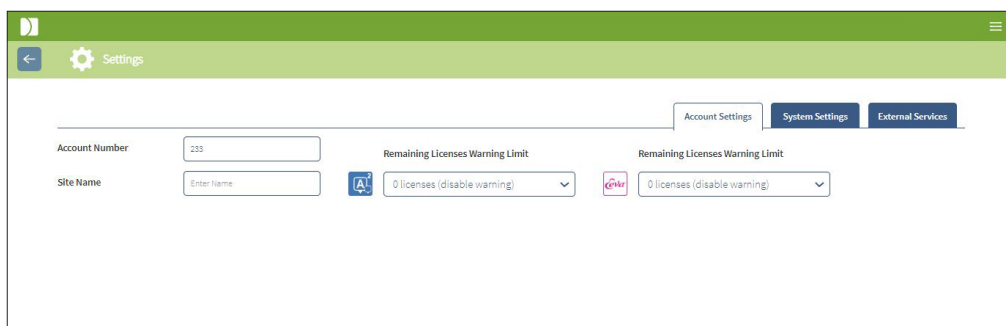 Settings
Account Settings
System Settings
External Services
Account Number
233
Remaining Licenses Warning Limit
Remaining Licenses Warning Limit
Site Name
Enter Name
A2
0 licenses (disable warning)
0 licenses (disable warning)